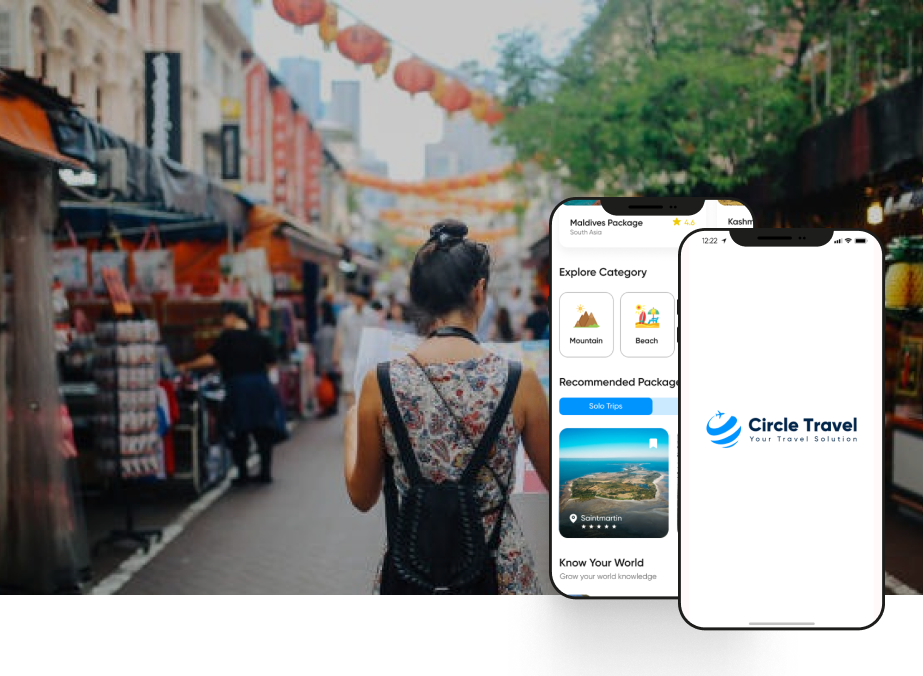 Maldives Package
4.6
South Asia
Kashm
Explore Category
Mountain
Beach
Recommended Package
Solo Trips
Saintmartin
Know Your World
Grow your world knowledge
12:22
Circle Travel
Your Travel Solution